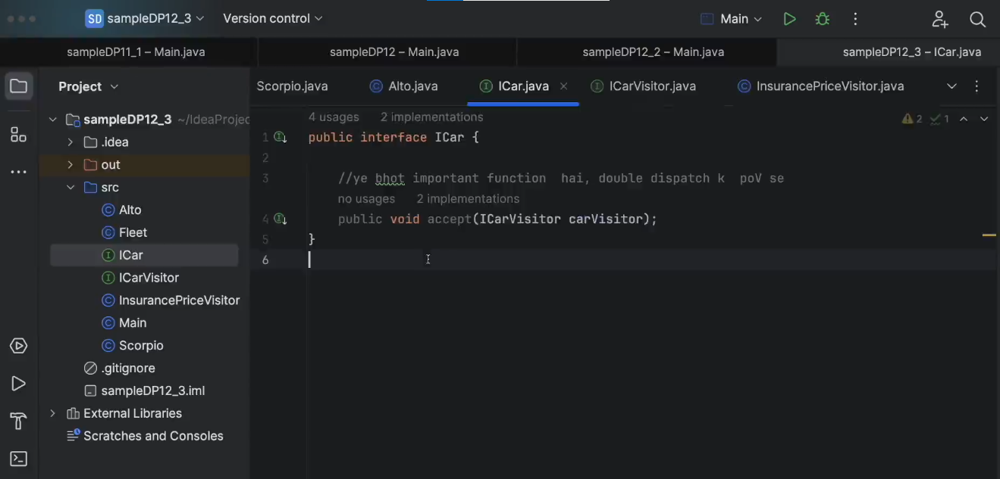 SD sampleDP12_3 Version control Main
sampleDP11_1 – Main.java sampleDP12 – Main.java sampleDP12_2 – Main.java sampleDP12_3 – ICar.java
Project Scorpio.java Alto.java ICar.java ICarVisitor.java InsurancePriceVisitor.java
sampleDP12_3 ~/IdeaProjec
.idea
out
src
Alto
Fleet
ICar
ICarVisitor
InsurancePriceVisitor
Main
Scorpio
.gitignore
sampleDP12_3.iml
External Libraries
Scratches and Consoles
4 usages 2 implementations
2 1
1 public interface ICar {
2
3 //ye bhot important function hai, double dispatch k poV se
no usages 2 implementations
4 public void accept(ICarVisitor carVisitor);
5 }
6